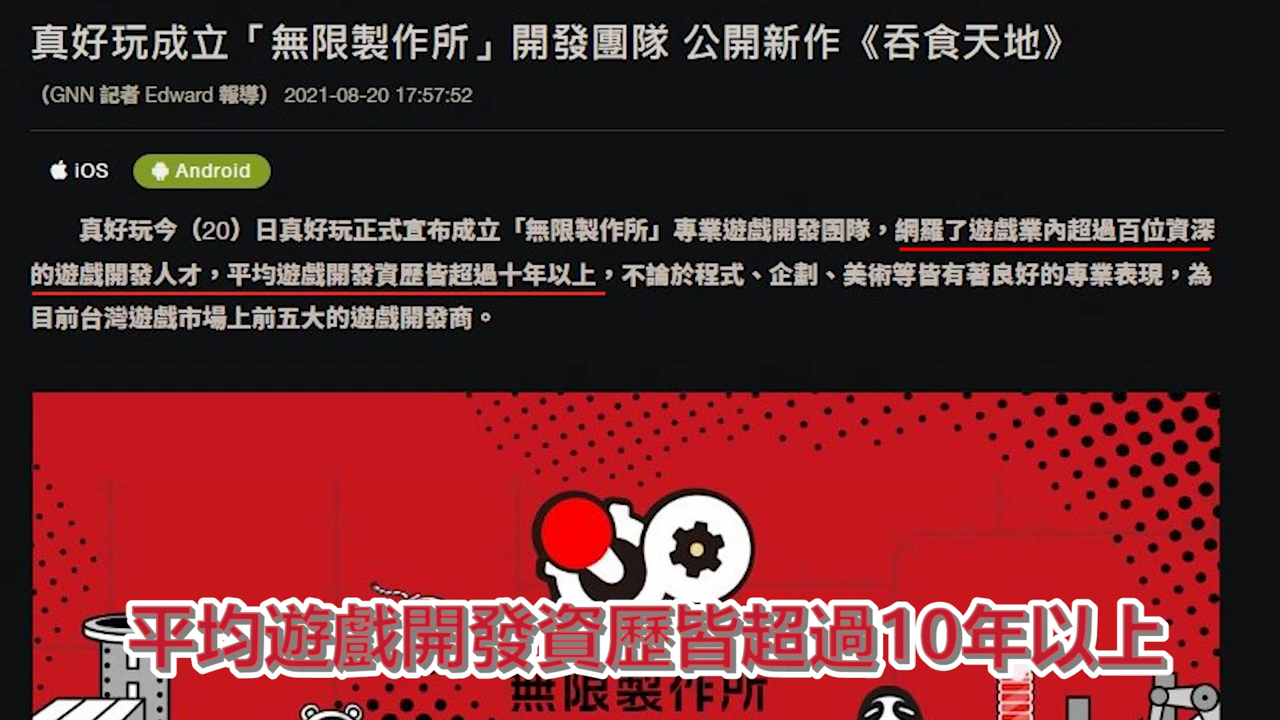 真好玩成立「無限製作所」開發團隊 公開新作《吞食天地》
（GNN 記者 Edward 報導） 2021-08-20 17:57:52
iOS Android
真好玩今（20）日真好玩正式宣布成立「無限製作所」專業遊戲開發團隊，網羅了遊戲業內超過百位資深
的遊戲開發人才，平均遊戲開發資歷皆超過十年以上，不論於程式、企劃、美術等皆有著良好的專業表現，為
目前台灣遊戲市場上前五大的遊戲開發商。
平均遊戲開發資歷皆超過10年以上
無限製作所